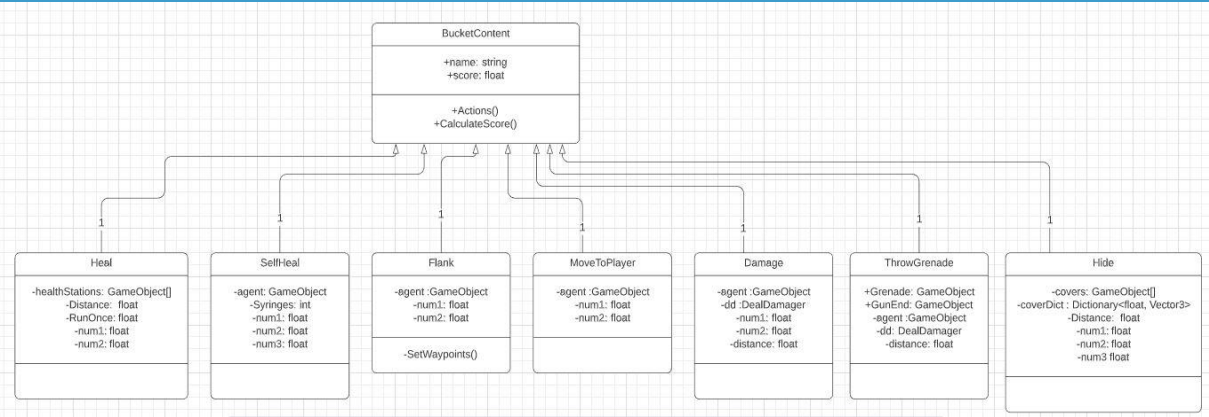 BucketContent
+name: string
+score: float
+Actions()
+CalculateScore()
1
1
1
1
1
1
1
Heal
-healthStations: GameObject[]
-Distance: float
-RunOnce: float
-num1: float
-num2: float
SelfHeal
-agent: GameObject
-Syringes: int
-num1: float
-num2: float
-num3: float
Flank
-agent :GameObject
-num1: float
-num2: float
-SetWaypoints()
MoveToPlayer
-agent :GameObject
-num1: float
-num2: float
Damage
-agent :GameObject
-dd :DealDamager
-num1: float
-num2: float
-distance: float
ThrowGrenade
+Grenade: GameObject
+GunEnd: GameObject
-agent :GameObject
-dd: DealDamager
-distance: float
Hide
-covers: GameObject[]
-coverDict : Dictionary<float, Vector3>
-Distance: float
-num1: float
-num2: float
-num3 float